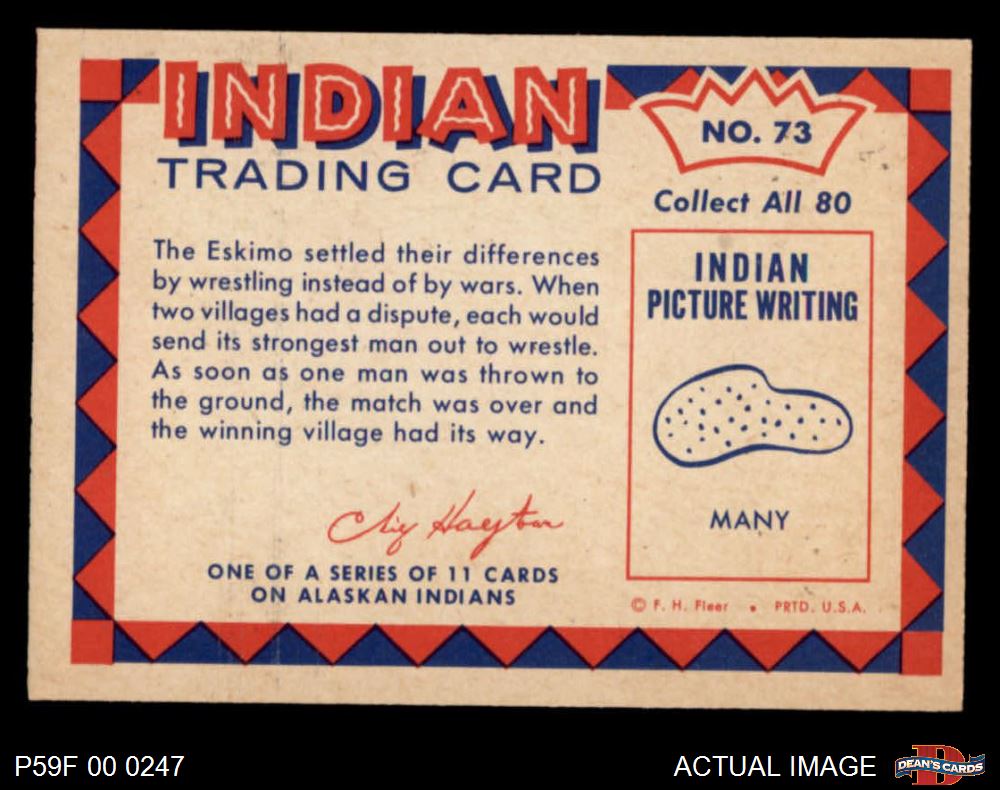 INDIAN
TRADING CARD
NO. 73
Collect All 80
The Eskimo settled their differences
by wrestling instead of by wars. When
two villages had a dispute, each would
send its strongest man out to wrestle.
As soon as one man was thrown to
the ground, the match was over and
the winning village had its way.
ONE OF A SERIES OF 11 CARDS
ON ALASKAN INDIANS
INDIAN
PICTURE WRITING
MANY
© F. H. Fleer • PRTD. U.S.A.
P59F 00 0247
ACTUAL IMAGE
D
DEAN'S CARDS